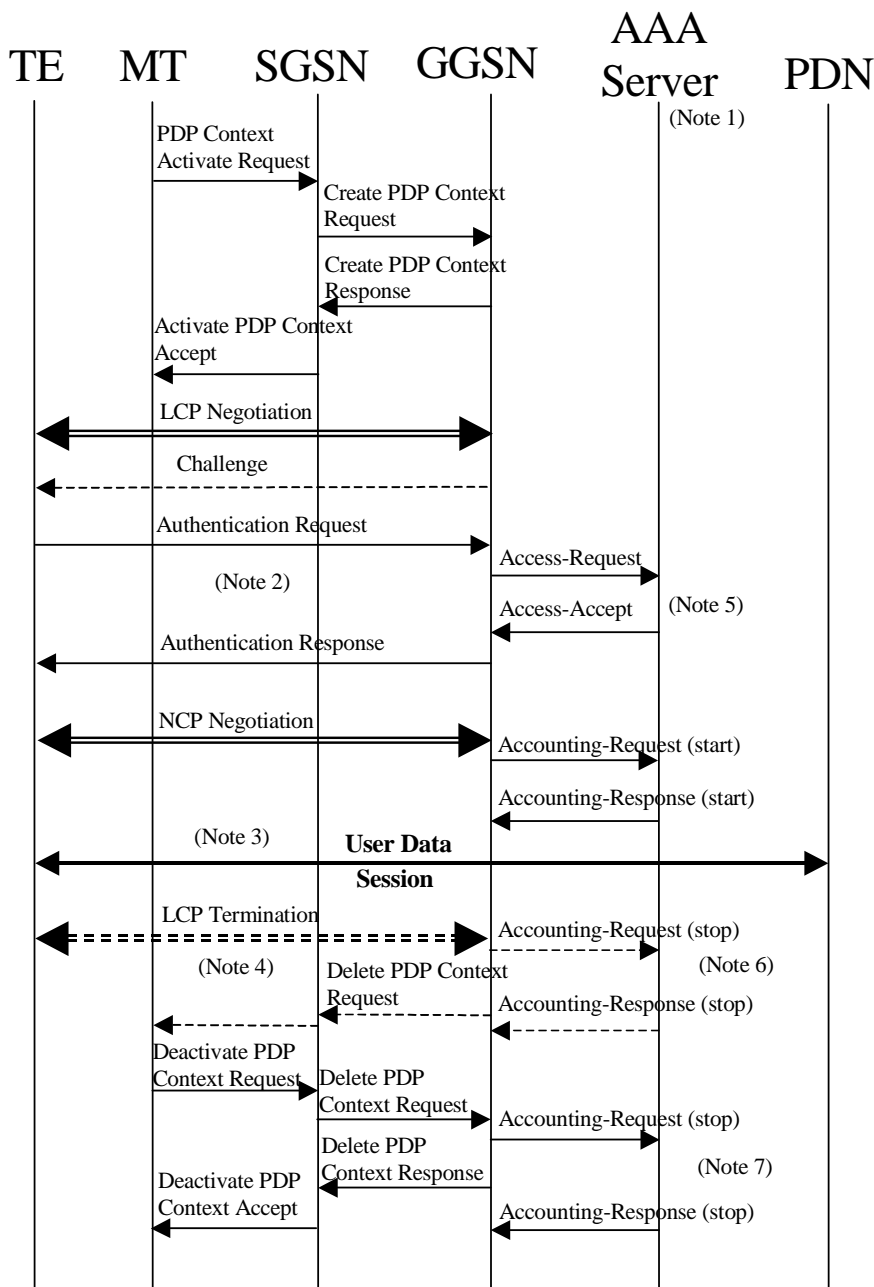 TE MT SGSN GGSN AAA Server PDN
(Note 1)
PDP Context
Activate Request
Create PDP Context
Request
Create PDP Context
Response
Activate PDP Context
Accept
LCP Negotiation
Challenge
Authentication Request
Access-Request
(Note 2)
Access-Accept
(Note 5)
Authentication Response
NCP Negotiation
Accounting-Request (start)
Accounting-Response (start)
(Note 3)
User Data
Session
LCP Termination
Accounting-Request (stop)
(Note 4)
Delete PDP Context
Request
(Note 6)
Accounting-Response (stop)
Deactivate PDP
Context Request
Delete PDP
Context Request
Accounting-Request (stop)
Delete PDP
Context Response
(Note 7)
Deactivate PDP
Context Accept
Accounting-Response (stop)